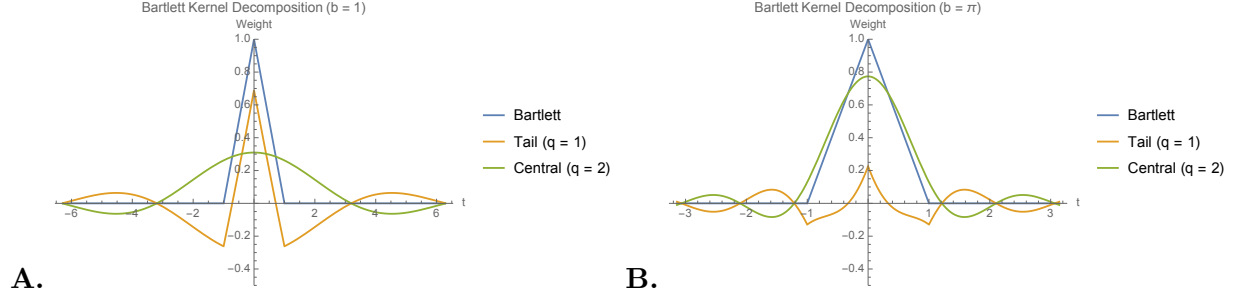 Bartlett Kernel Decomposition (b = 1)
Weight
1.0
0.8
0.6
0.4
0.2
-0.2
-0.4
-6
-4
-2
2
4
6
t
Bartlett
Tail (q = 1)
Central (q = 2)
A.
Bartlett Kernel Decomposition (b = π)
Weight
1.0
0.8
0.6
0.4
0.2
-0.2
-0.4
-3
-2
-1
1
2
3
t
Bartlett
Tail (q = 1)
Central (q = 2)
B.